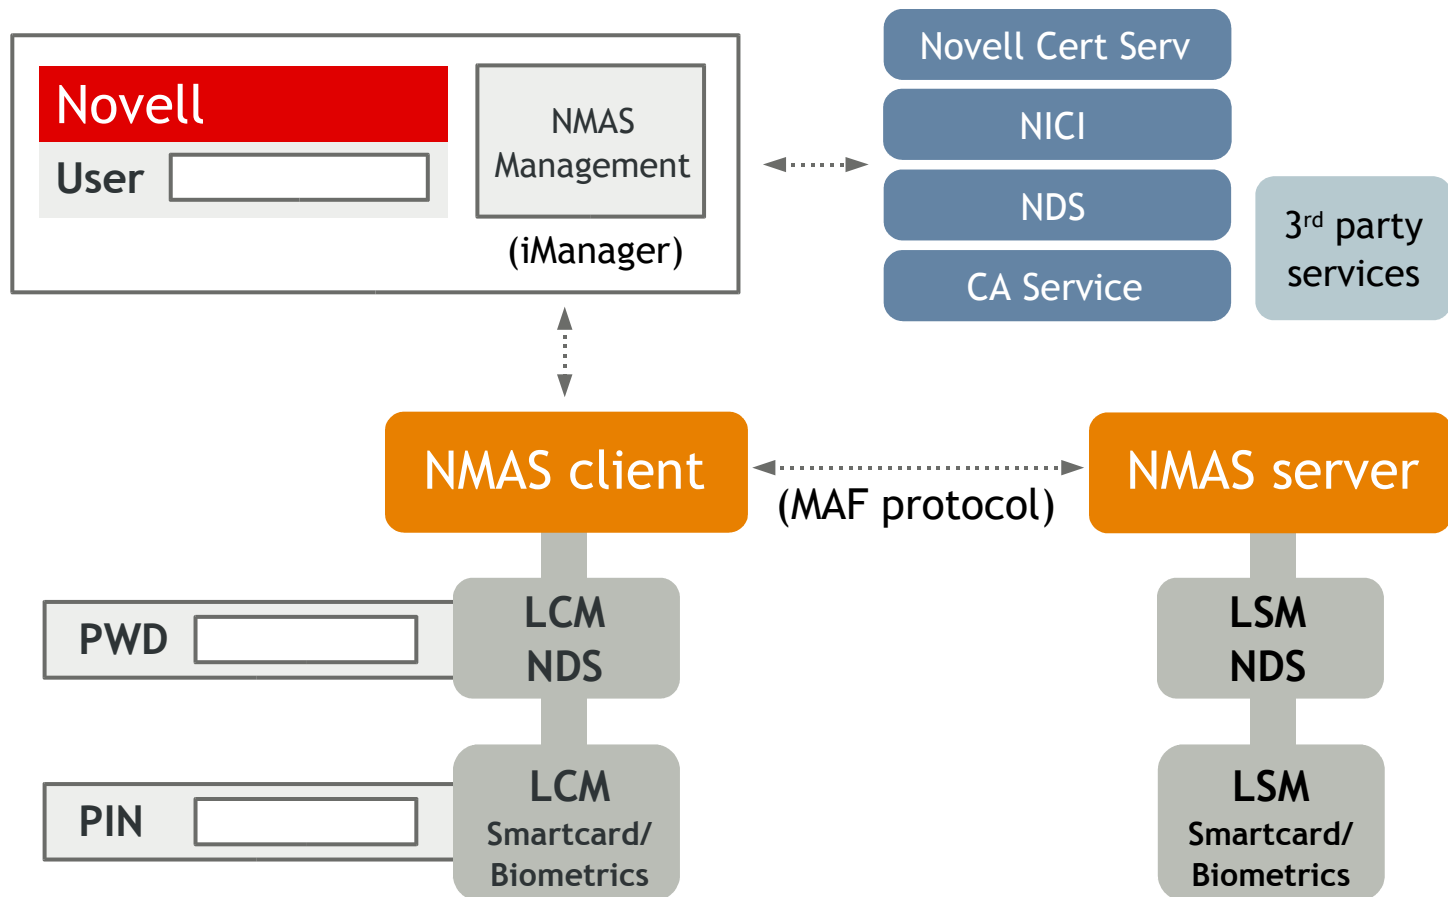 Novell
User
NMAS
Management
(iManager)
Novell Cert Serv
NICI
NDS
CA Service
3rd party
services
NMAS client
(MAF protocol)
NMAS server
PWD
LCM
NDS
LSM
NDS
PIN
LCM
Smartcard/
Biometrics
LSM
Smartcard/
Biometrics